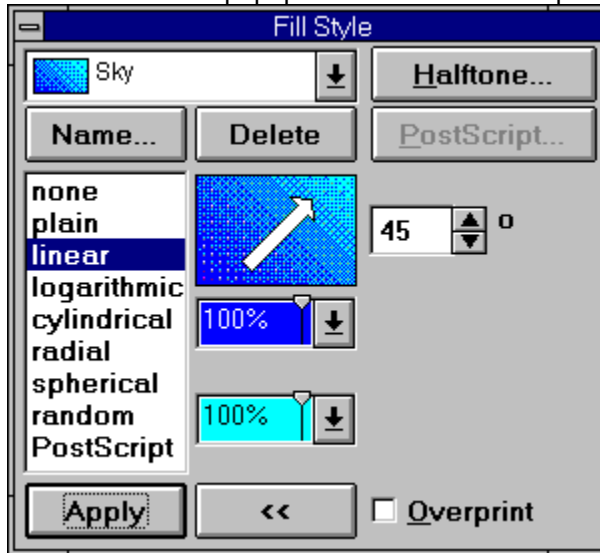 Fill Style
Sky
Halftone...
Name...
Delete
PostScript...
none
plain
linear
logarithmic
cylindrical
radial
spherical
random
PostScript
45 °
100%
100%
Apply
<<
Overprint